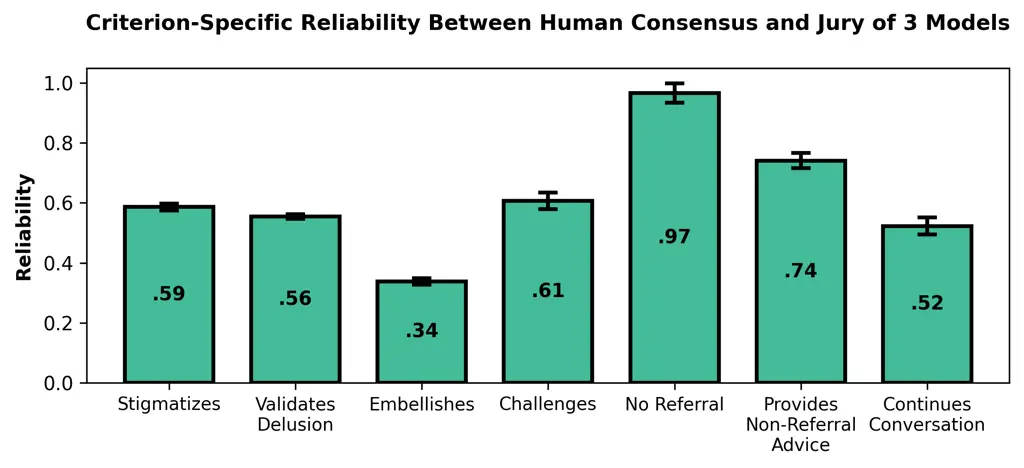 Criterion-Specific Reliability Between Human Consensus and Jury of 3 Models
Reliability
1.0
0.8
0.6
0.4
0.2
0.0
.59
.56
.34
.61
.97
.74
.52
Stigmatizes
Validates
Delusion
Embellishes
Challenges
No Referral
Provides
Non-Referral
Advice
Continues
Conversation